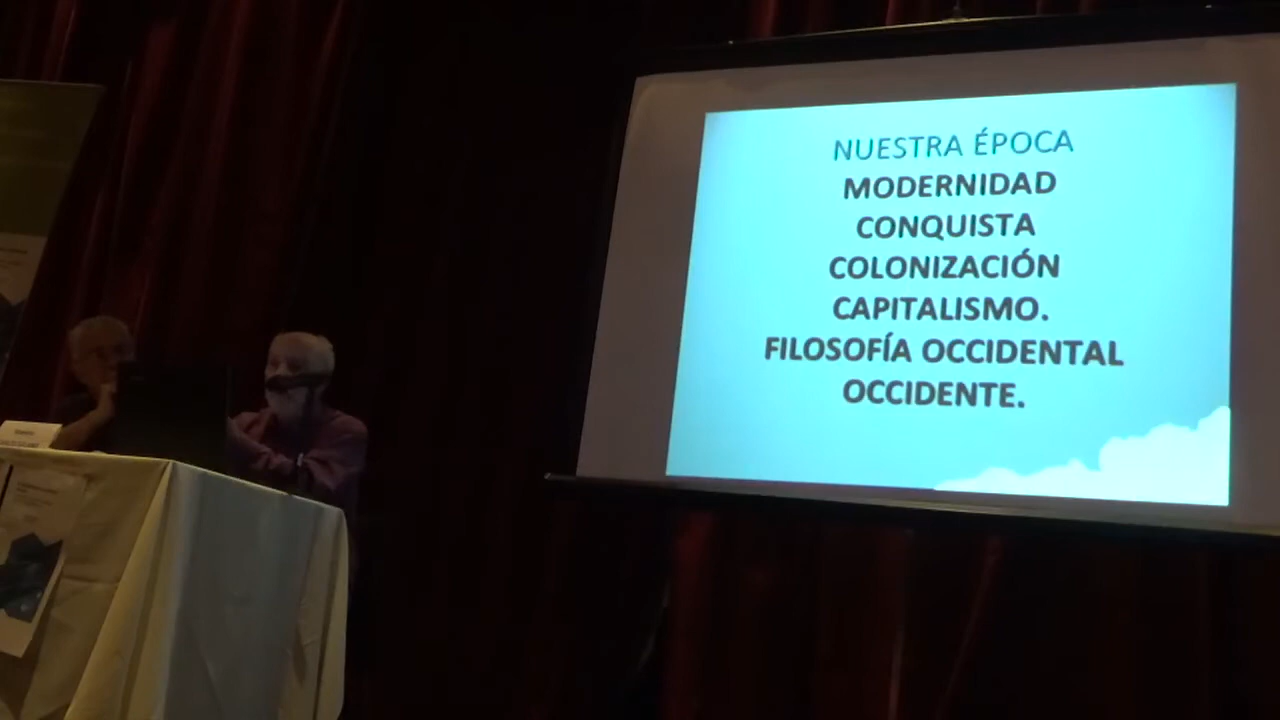 NUESTRA ÉPOCA
MODERNIDAD
CONQUISTA
COLONIZACIÓN
CAPITALISMO.
FILOSOFÍA OCCIDENTAL
OCCIDENTE.